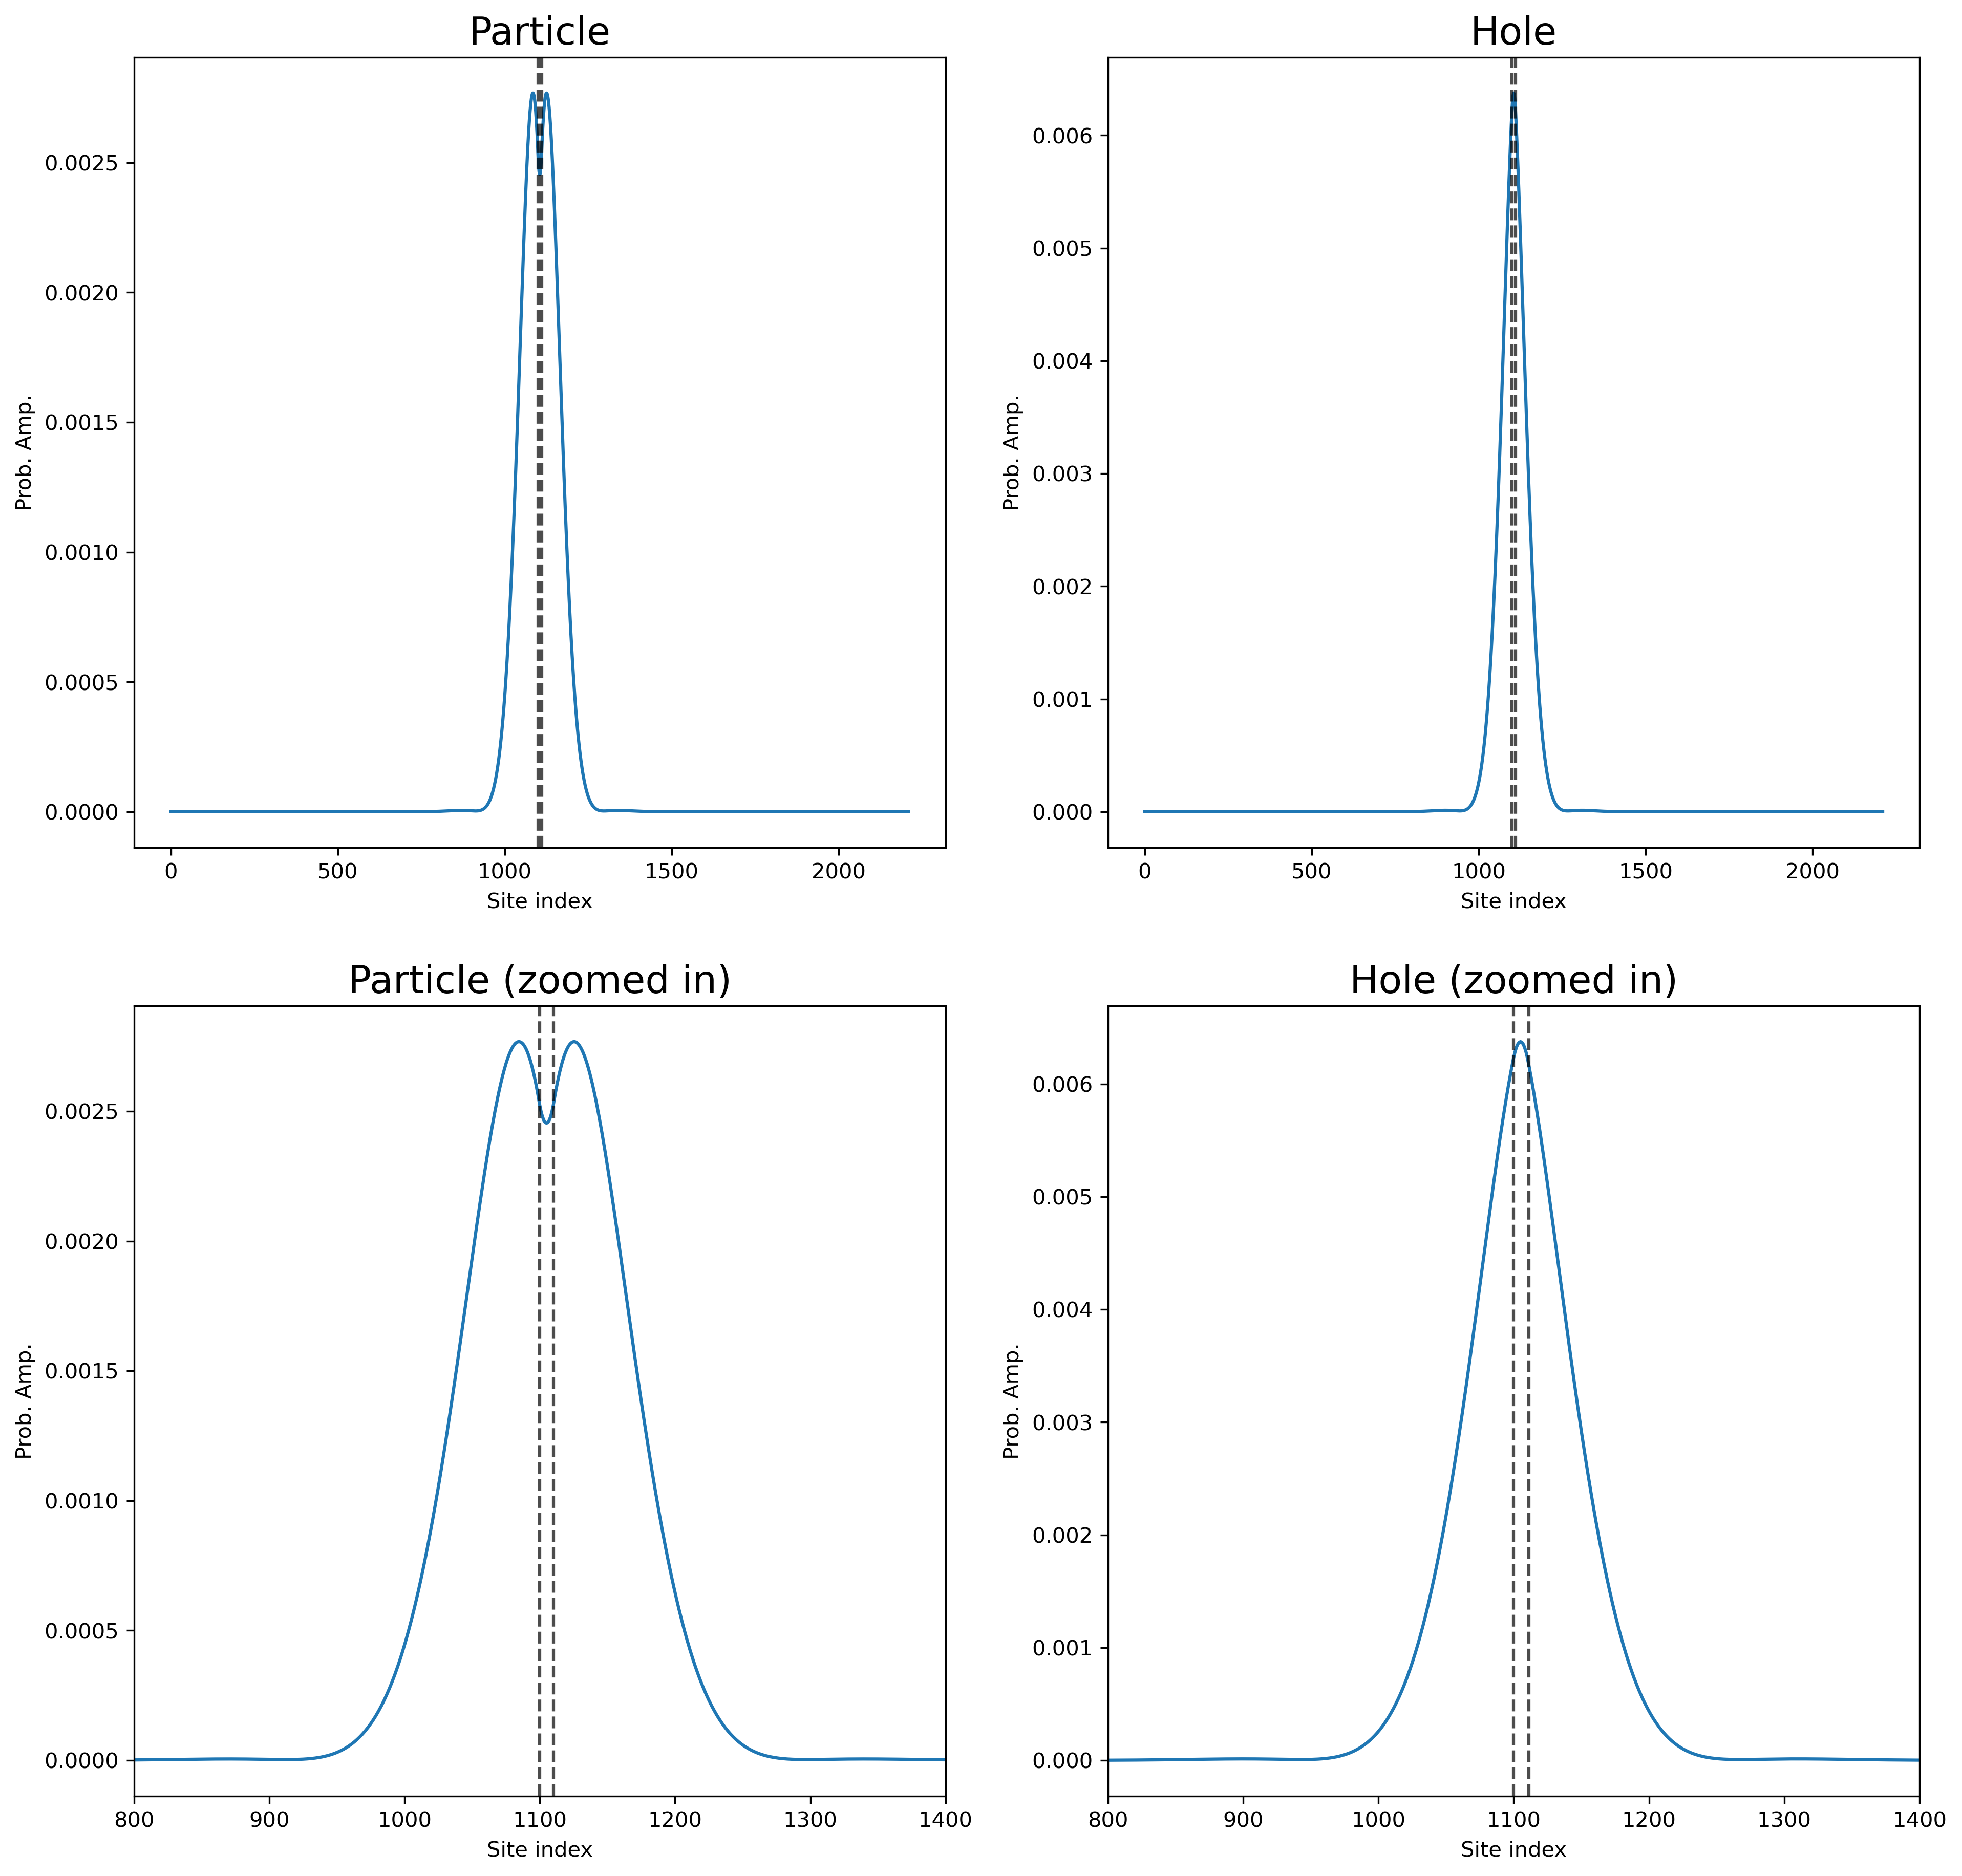 Particle
Prob. Amp.
0.0025
0.0020
0.0015
0.0010
0.0005
0.0000
0 500 1000 1500 2000
Site index
Hole
Prob. Amp.
0.006
0.005
0.004
0.003
0.002
0.001
0.000
0 500 1000 1500 2000
Site index
Particle (zoomed in)
Prob. Amp.
0.0025
0.0020
0.0015
0.0010
0.0005
0.0000
800 900 1000 1100 1200 1300 1400
Site index
Hole (zoomed in)
Prob. Amp.
0.006
0.005
0.004
0.003
0.002
0.001
0.000
800 900 1000 1100 1200 1300 1400
Site index